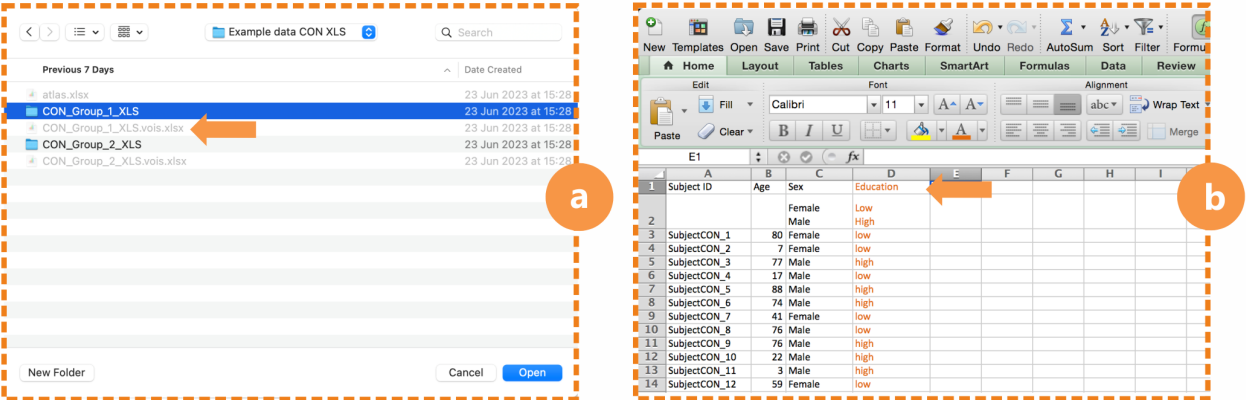 Example data CON XLS
Search
Previous 7 Days
Date Created
atlas.xlsx 23 Jun 2023 at 15:28
CON_Group_1_XLS 23 Jun 2023 at 15:28
CON_Group_1_XLS.vois.xlsx 23 Jun 2023 at 15:28
CON_Group_2_XLS 23 Jun 2023 at 15:28
CON_Group_2_XLS.vois.xlsx 23 Jun 2023 at 15:28
New Folder Cancel Open
a
New Templates Open Save Print Cut Copy Paste Format Undo Redo AutoSum Sort Filter Formu
Home Layout Tables Charts SmartArt Formulas Data Review
Edit Font Alignment
Fill Calibri 11 A A abc Wrap Text
Paste Clear B I U A Merge
E1 fx
A B C D E F G H I
1 Subject ID Age Sex Education
Female Low
2 Male High
3 SubjectCON_1 80 Female low
4 SubjectCON_2 7 Female low
5 SubjectCON_3 77 Male high
6 SubjectCON_4 17 Male low
7 SubjectCON_5 88 Male high
8 SubjectCON_6 74 Male high
9 SubjectCON_7 41 Female low
10 SubjectCON_8 76 Male low
11 SubjectCON_9 76 Male high
12 SubjectCON_10 22 Male high
13 SubjectCON_11 3 Male high
14 SubjectCON_12 59 Female low
b